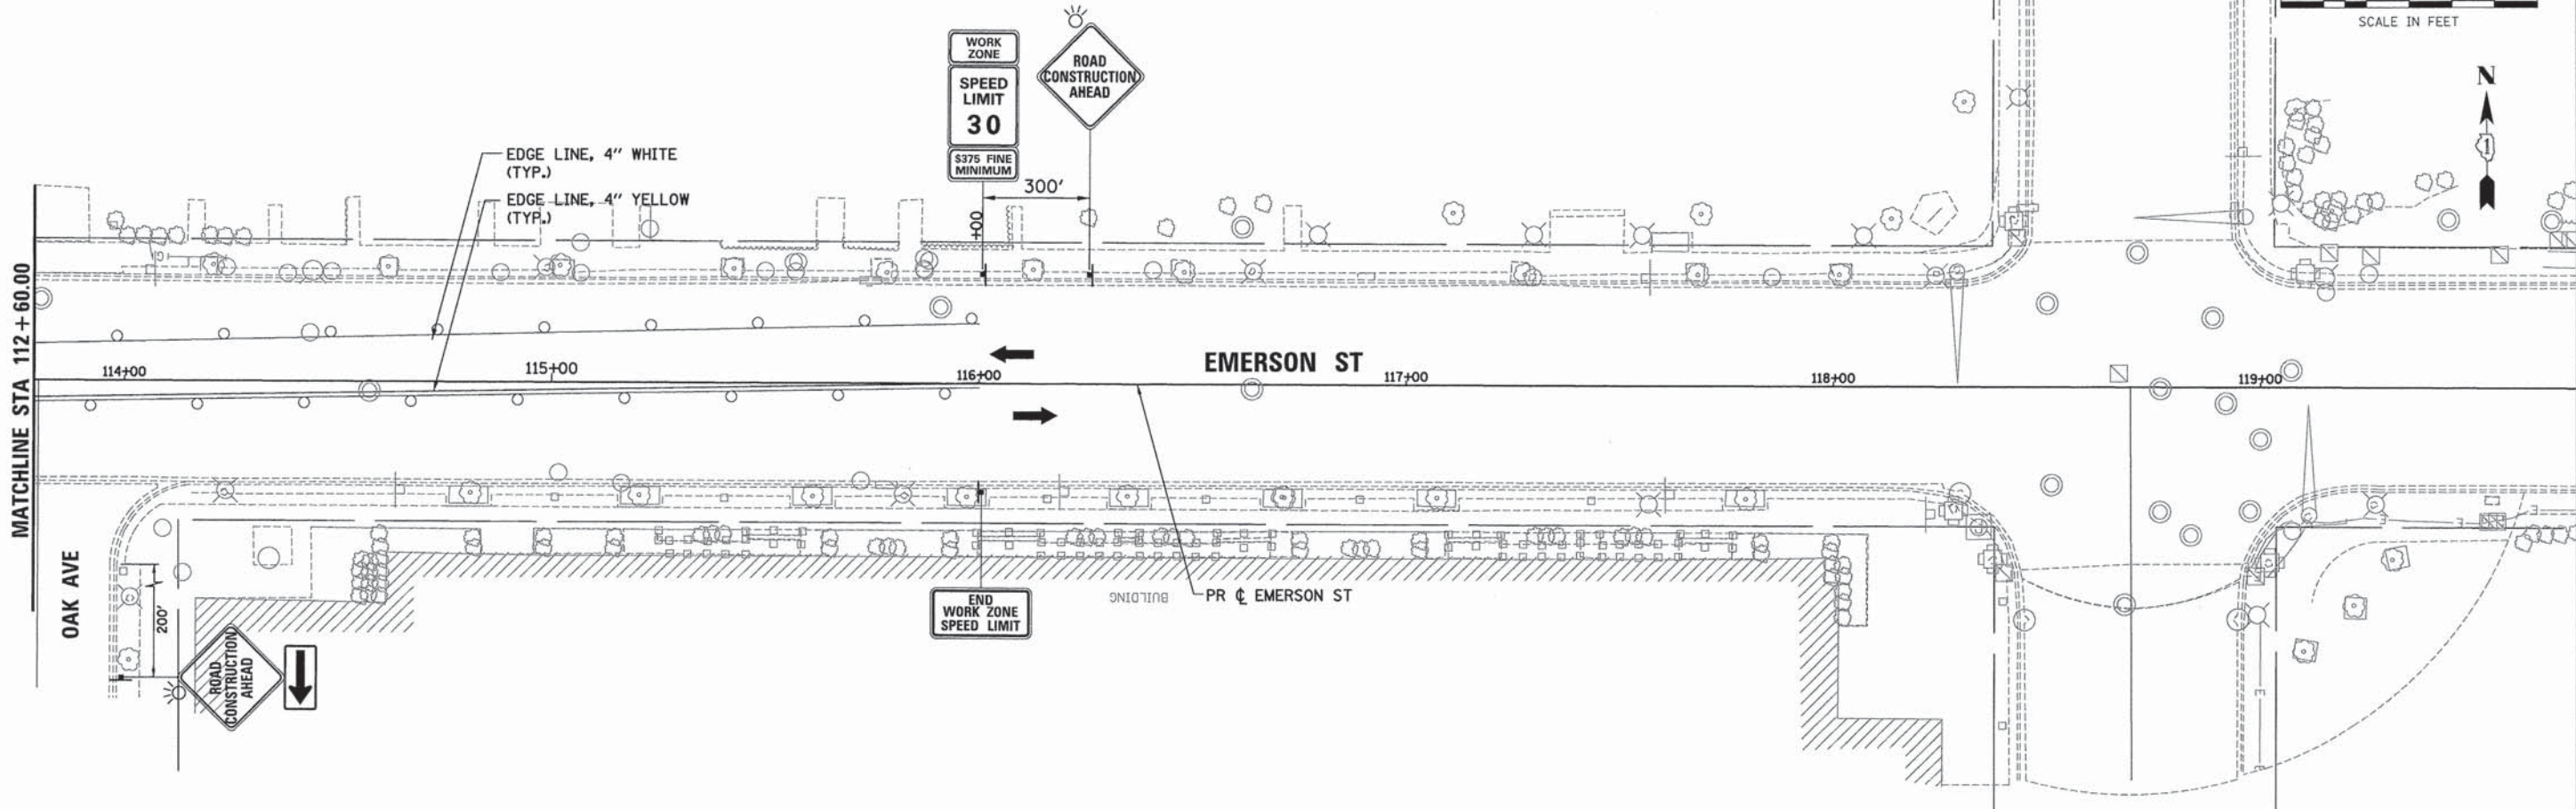 SCALE IN FEET
N
1
WORK
ZONE
SPEED
LIMIT
30
$375 FINE
MINIMUM
ROAD
CONSTRUCTION
AHEAD
300'
+00
EDGE LINE, 4" WHITE
(TYP.)
EDGE LINE, 4" YELLOW
(TYP.)
MATCHLINE STA 112+60.00
114+00
115+00
116+00
EMERSON ST
117+00
118+00
119+00
OAK AVE
200'
ROAD
CONSTRUCTION
AHEAD
END
WORK ZONE
SPEED LIMIT
BUILDING
PR ℄ EMERSON ST